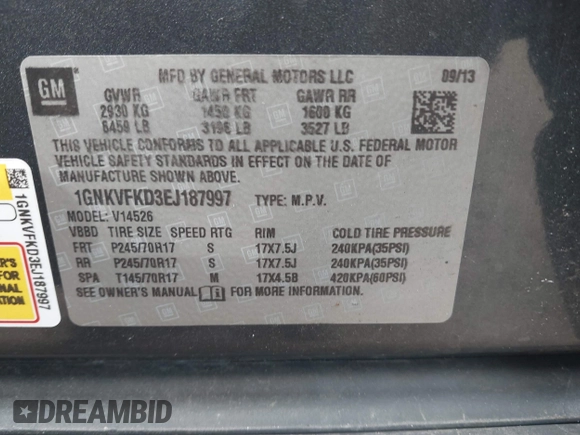 GM
MFD BY GENERAL MOTORS LLC 09/13
GVWR GAWR FRT GAWR RR
2930 KG 1450 KG 1600 KG
6459 LB 3196 LB 3527 LB
THIS VEHICLE CONFORMS TO ALL APPLICABLE U.S. FEDERAL MOTOR
VEHICLE SAFETY STANDARDS IN EFFECT ON THE DATE OF
MANUFACTURE SHOWN ABOVE.
1GNKVFKD3EJ187997 TYPE: M.P.V.
MODEL: V14526
VBBD TIRE SIZE SPEED RTG RIM COLD TIRE PRESSURE
FRT P245/70R17 S 17X7.5J 240KPA(35PSI)
RR P245/70R17 S 17X7.5J 240KPA(35PSI)
SPA T145/70R17 M 17X4.5B 420KPA(60PSI)
SEE OWNER'S MANUAL FOR MORE INFORMATION.
1GNKVFKD3EJ187997
FOR
DREAMBID